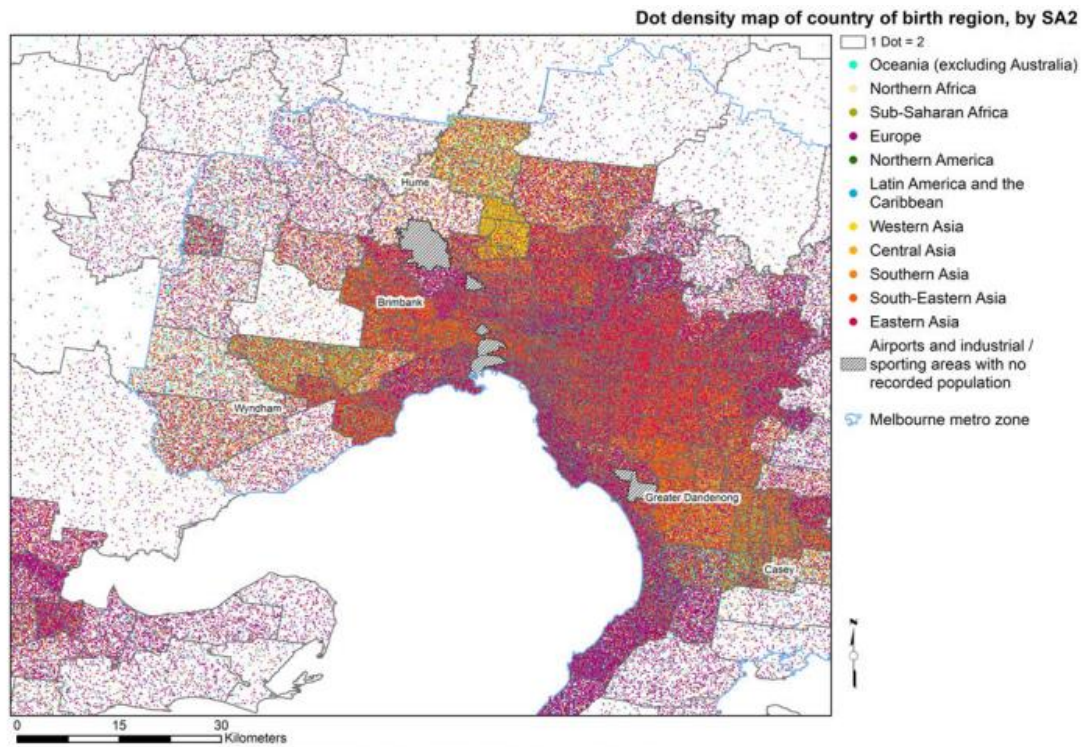 Dot density map of country of birth region, by SA2
1 Dot = 2
Oceania (excluding Australia)
Northern Africa
Sub-Saharan Africa
Europe
Northern America
Latin America and the
Caribbean
Western Asia
Central Asia
Southern Asia
South-Eastern Asia
Eastern Asia
Airports and industrial /
sporting areas with no
recorded population
Melbourne metro zone
Hume
Brimbank
Wyndham
Greater Dandenong
Casey
N
0 15 30
Kilometers